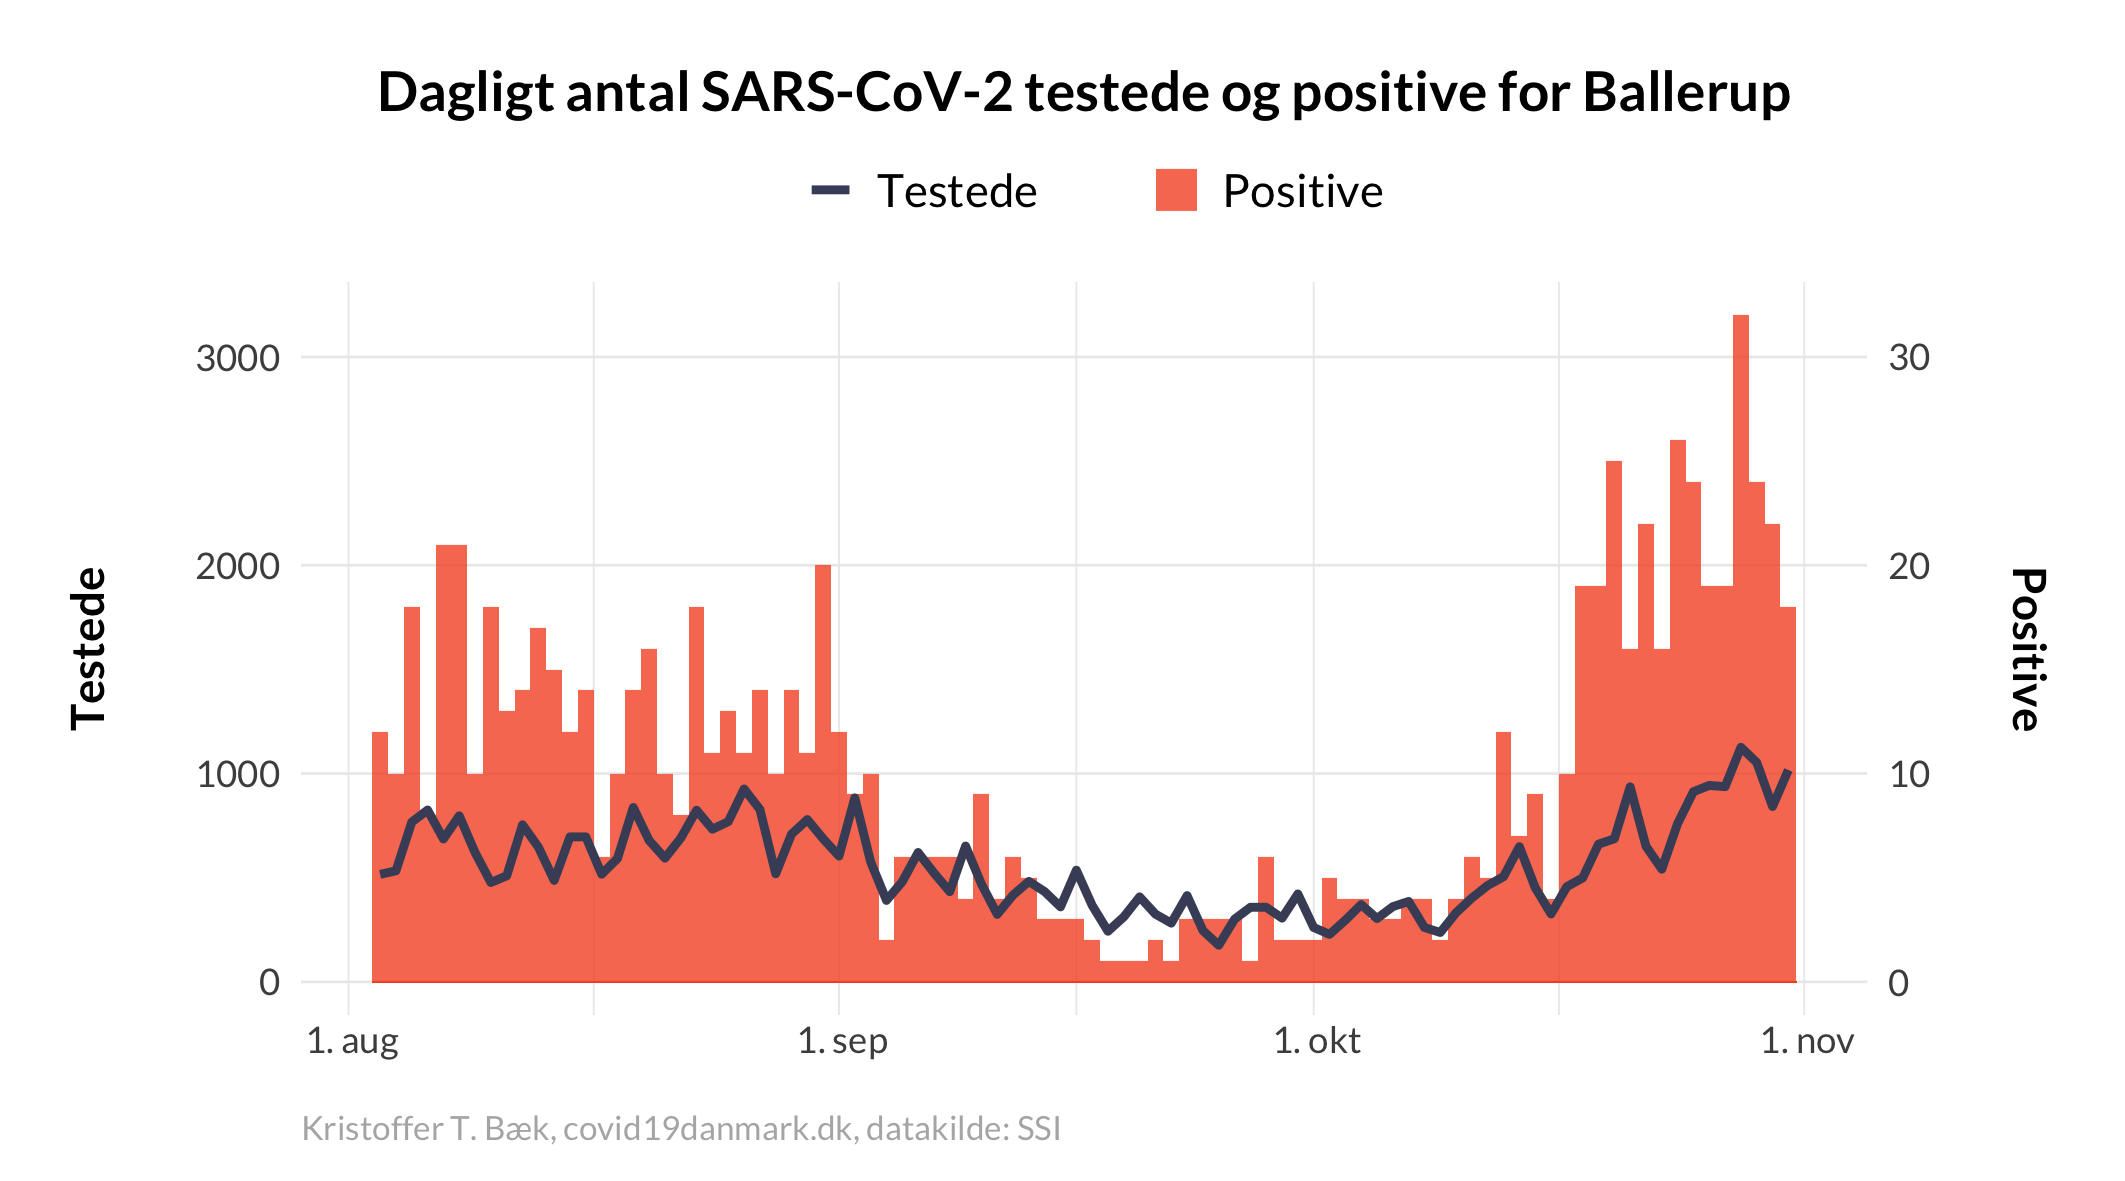 Dagligt antal SARS-CoV-2 testede og positive for Ballerup
Testede
Positive
3000
2000
1000
0
30
20
10
0
Testede
Positive
1. aug
1. sep
1. okt
1. nov
Kristoffer T. Bæk, covid19danmark.dk, datakilde: SSI